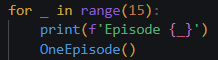 for _ in range(15):
    print(f'Episode {_}')
    OneEpisode()